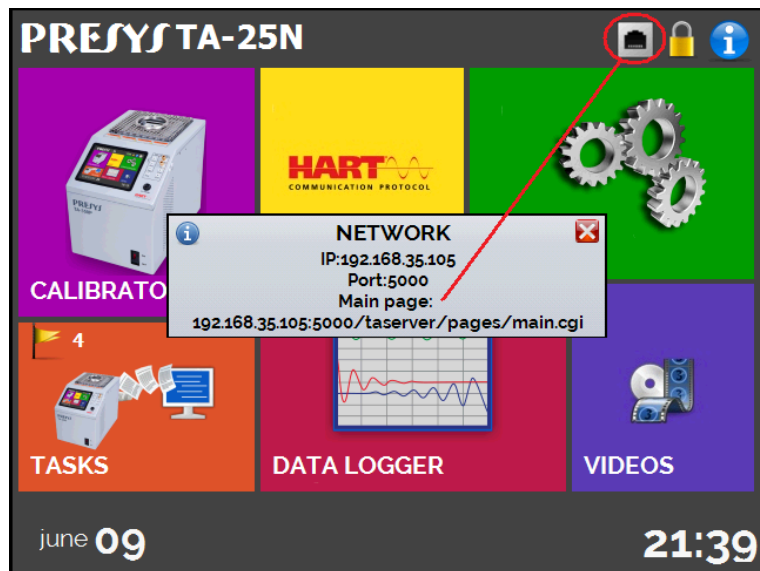 PRESYS TA-25N
HART
COMMUNICATION PROTOCOL
PRESYS
NETWORK
IP:192.168.35.105
Port:5000
Main page:
192.168.35.105:5000/taserver/pages/main.cgi
CALIBRATO
4
TASKS
DATA LOGGER
VIDEOS
june 09
21:39